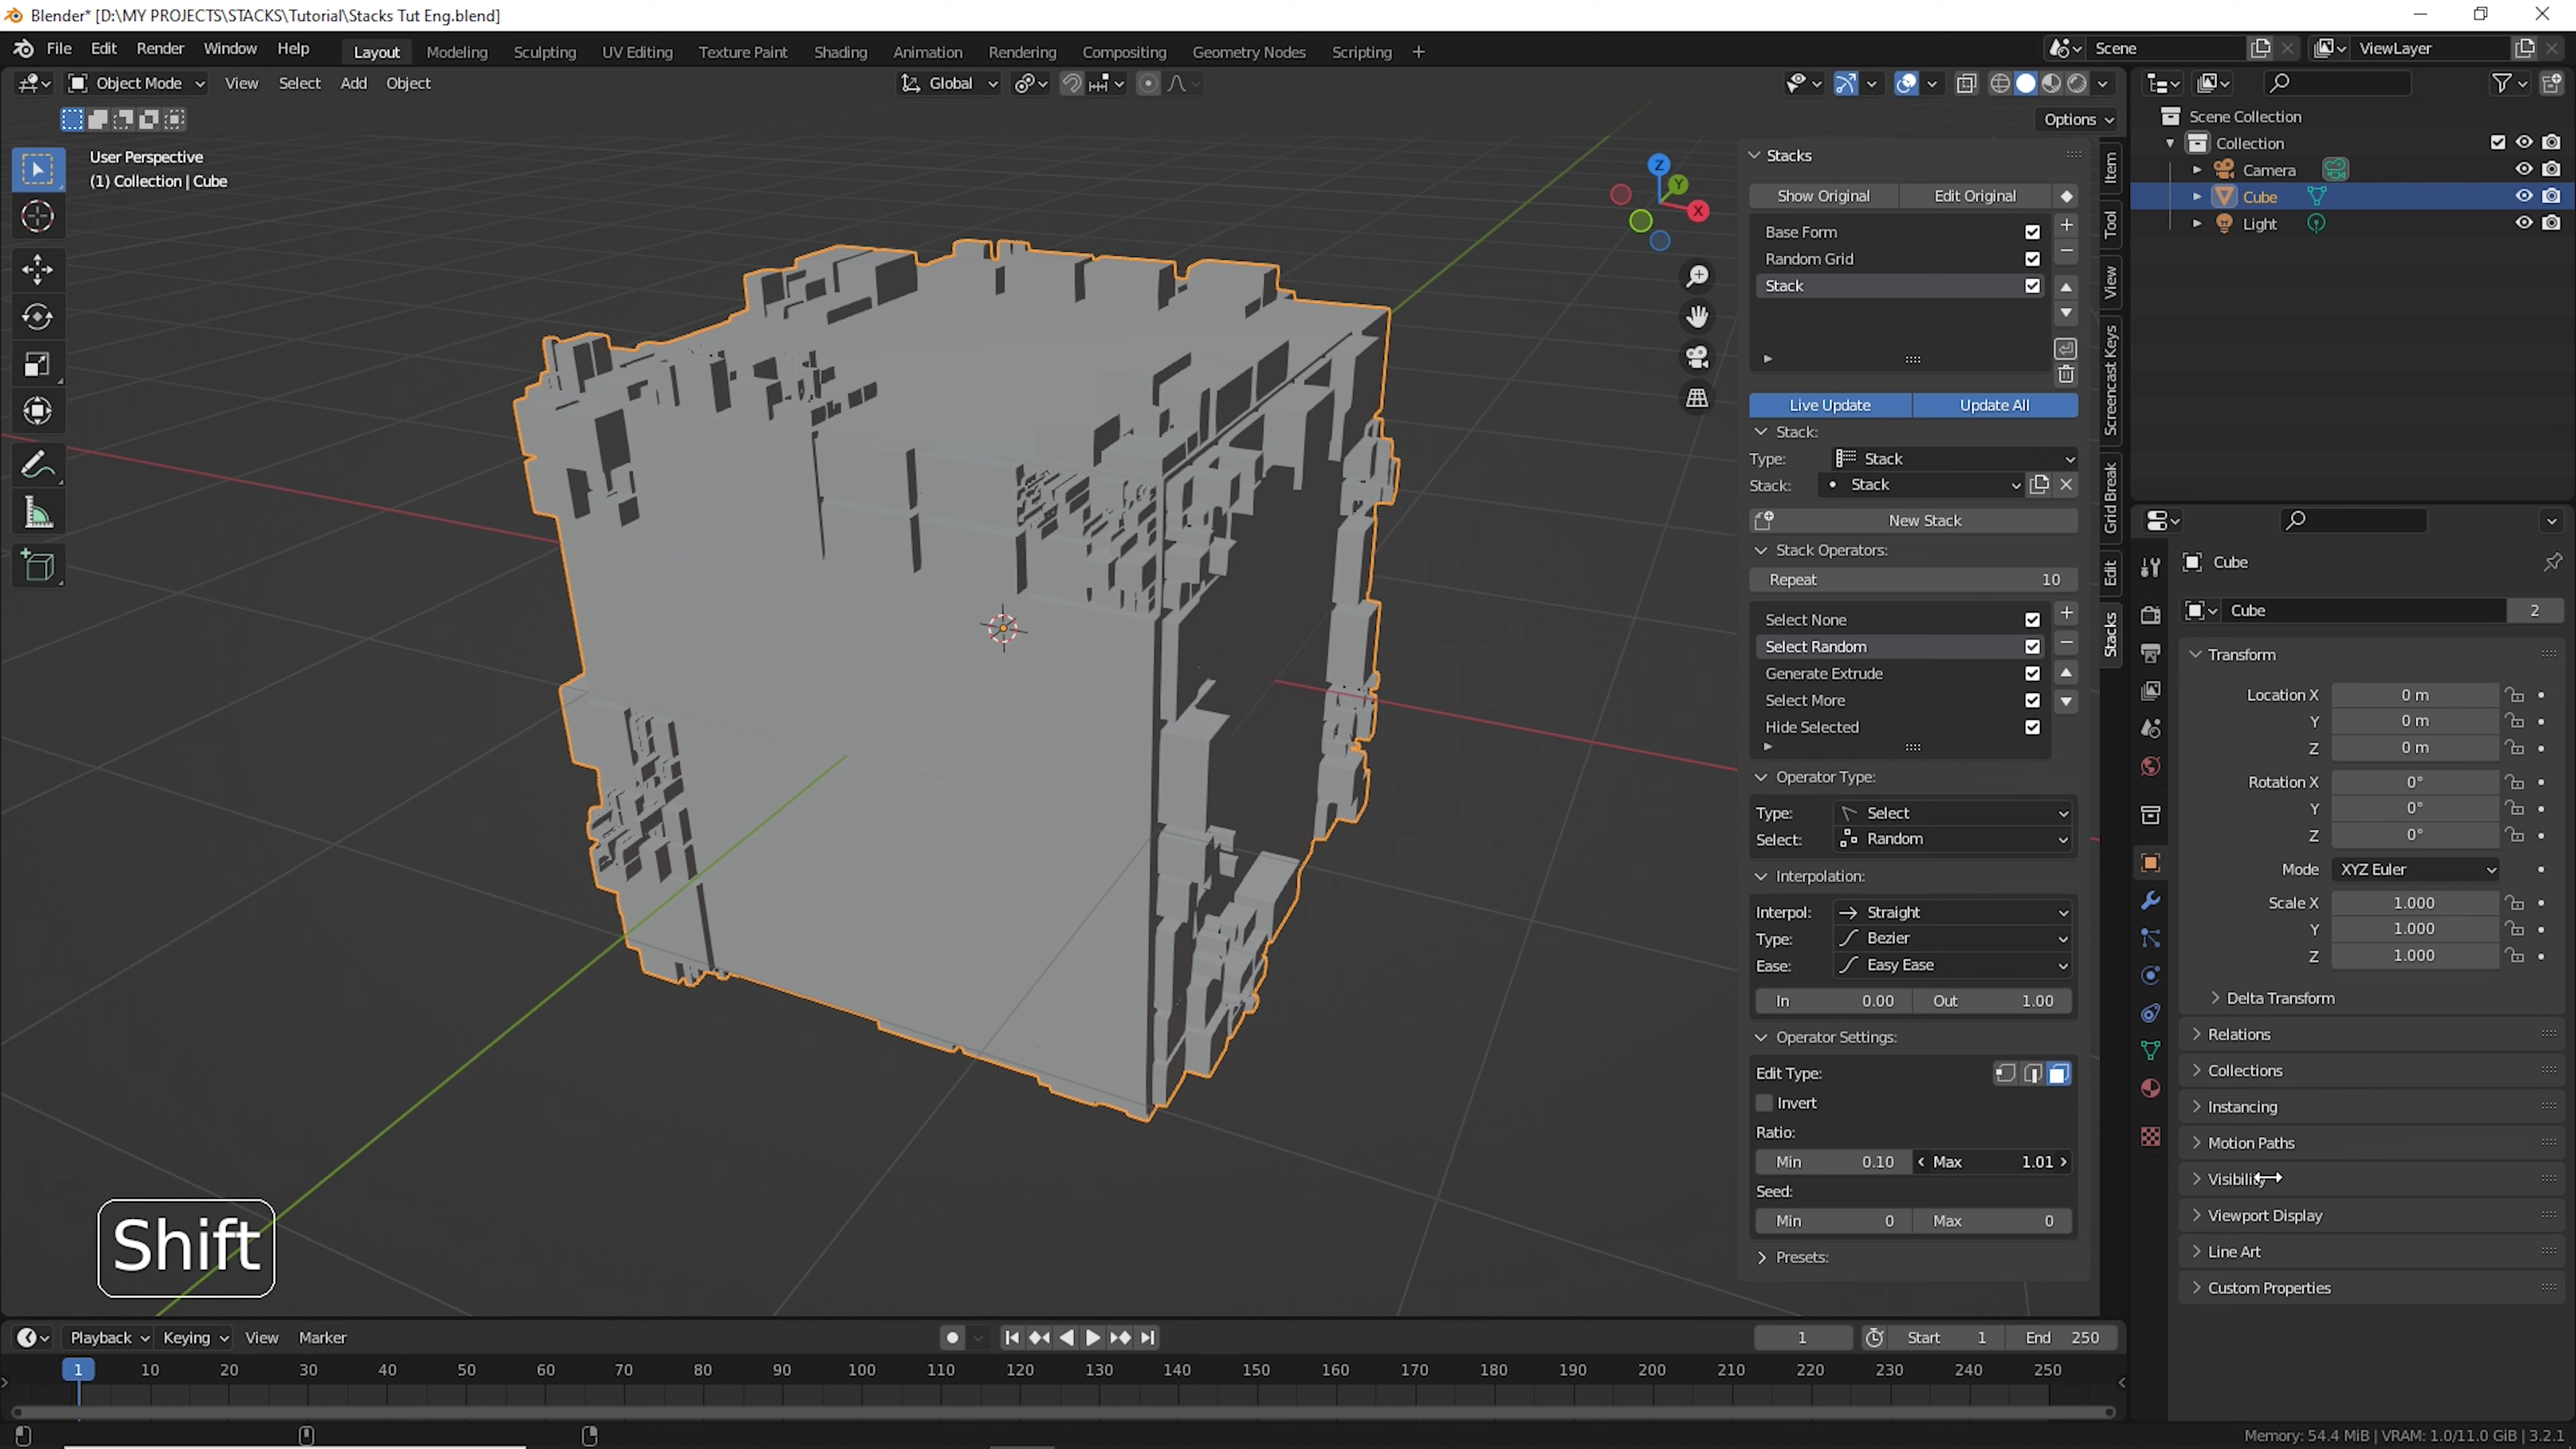 Blender* [D:\MY PROJECTS\STACKS\Tutorial\Stacks Tut Eng.blend]
File Edit Render Window Help Layout Modeling Sculpting UV Editing Texture Paint Shading Animation Rendering Compositing Geometry Nodes Scripting + Scene ViewLayer
Object Mode View Select Add Object Global
Options
User Perspective
(1) Collection | Cube
Z
Y
X
Stacks
Show Original Edit Original
Base Form
Random Grid
Stack
Live Update Update All
Stack:
Type: Stack
Stack: Stack
New Stack
Stack Operators:
Repeat 10
Select None
Select Random
Generate Extrude
Select More
Hide Selected
Operator Type:
Type: Select
Select: Random
Interpolation:
Interpol: Straight
Type: Bezier
Ease: Easy Ease
In 0.00 Out 1.00
Operator Settings:
Edit Type:
Invert
Ratio:
Min 0.10 Max 1.01
Seed:
Min 0 Max 0
Presets:
Item
Tool
View
Screencast Keys
Grid Break
Edit
Stacks
Scene Collection
Collection
Camera
Cube
Light
Cube
Cube 2
Transform
Location X 0 m
Y 0 m
Z 0 m
Rotation X 0°
Y 0°
Z 0°
Mode XYZ Euler
Scale X 1.000
Y 1.000
Z 1.000
Delta Transform
Relations
Collections
Instancing
Motion Paths
Visibility
Viewport Display
Line Art
Custom Properties
Shift
Playback Keying View Marker 1 Start 1 End 250
1 10 20 30 40 50 60 70 80 90 100 110 120 130 140 150 160 170 180 190 200 210 220 230 240 250
Memory: 54.4 MiB | VRAM: 1.0/11.0 GiB | 3.2.1